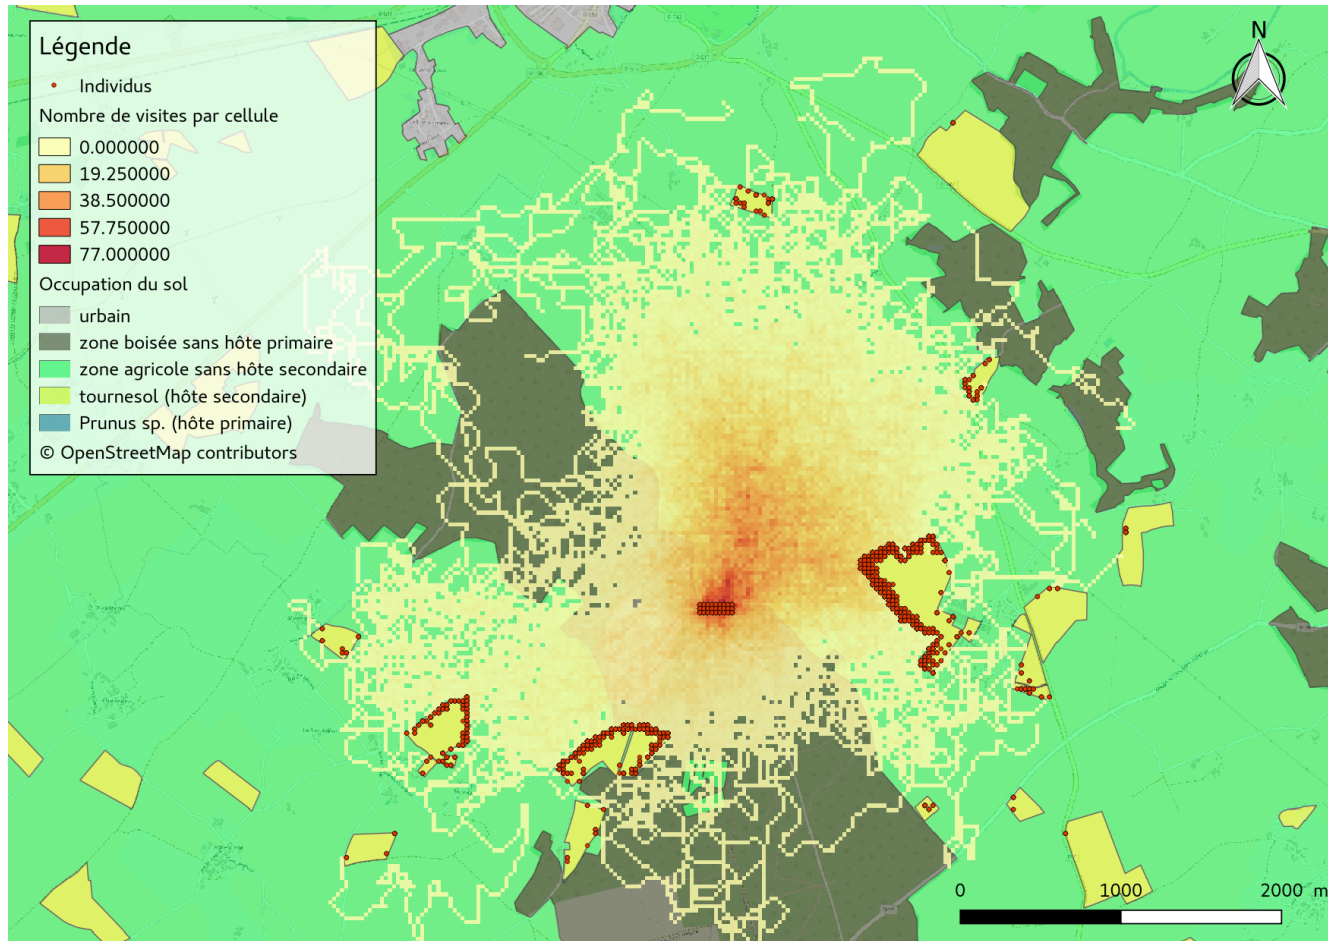 Légende
Individus
Nombre de visites par cellule
0.000000
19.250000
38.500000
57.750000
77.000000
Occupation du sol
urbain
zone boisée sans hôte primaire
zone agricole sans hôte secondaire
tournesol (hôte secondaire)
Prunus sp. (hôte primaire)
© OpenStreetMap contributors
N
0 1000 2000 m